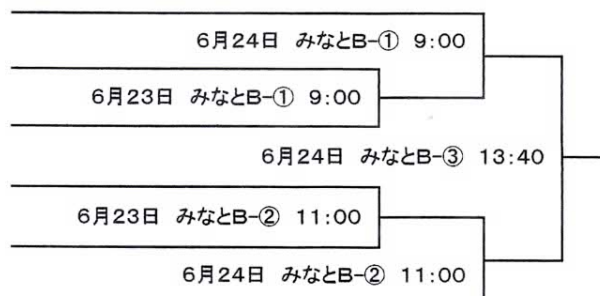 6月24日 みなとB-① 9:00
6月23日 みなとB-① 9:00
6月24日 みなとB-③ 13:40
6月23日 みなとB-② 11:00
6月24日 みなとB-② 11:00